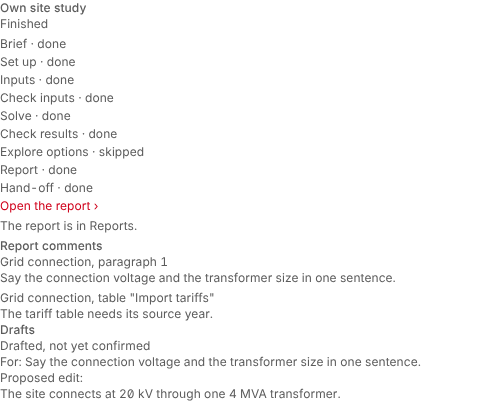 Own site study
Finished
Brief · done
Set up · done
Inputs · done
Check inputs · done
Solve · done
Check results · done
Explore options · skipped
Report · done
Hand-off · done
Open the report ›
The report is in Reports.
Report comments
Grid connection, paragraph 1
Say the connection voltage and the transformer size in one sentence.
Grid connection, table "Import tariffs"
The tariff table needs its source year.
Drafts
Drafted, not yet confirmed
For: Say the connection voltage and the transformer size in one sentence.
Proposed edit:
The site connects at 20 kV through one 4 MVA transformer.